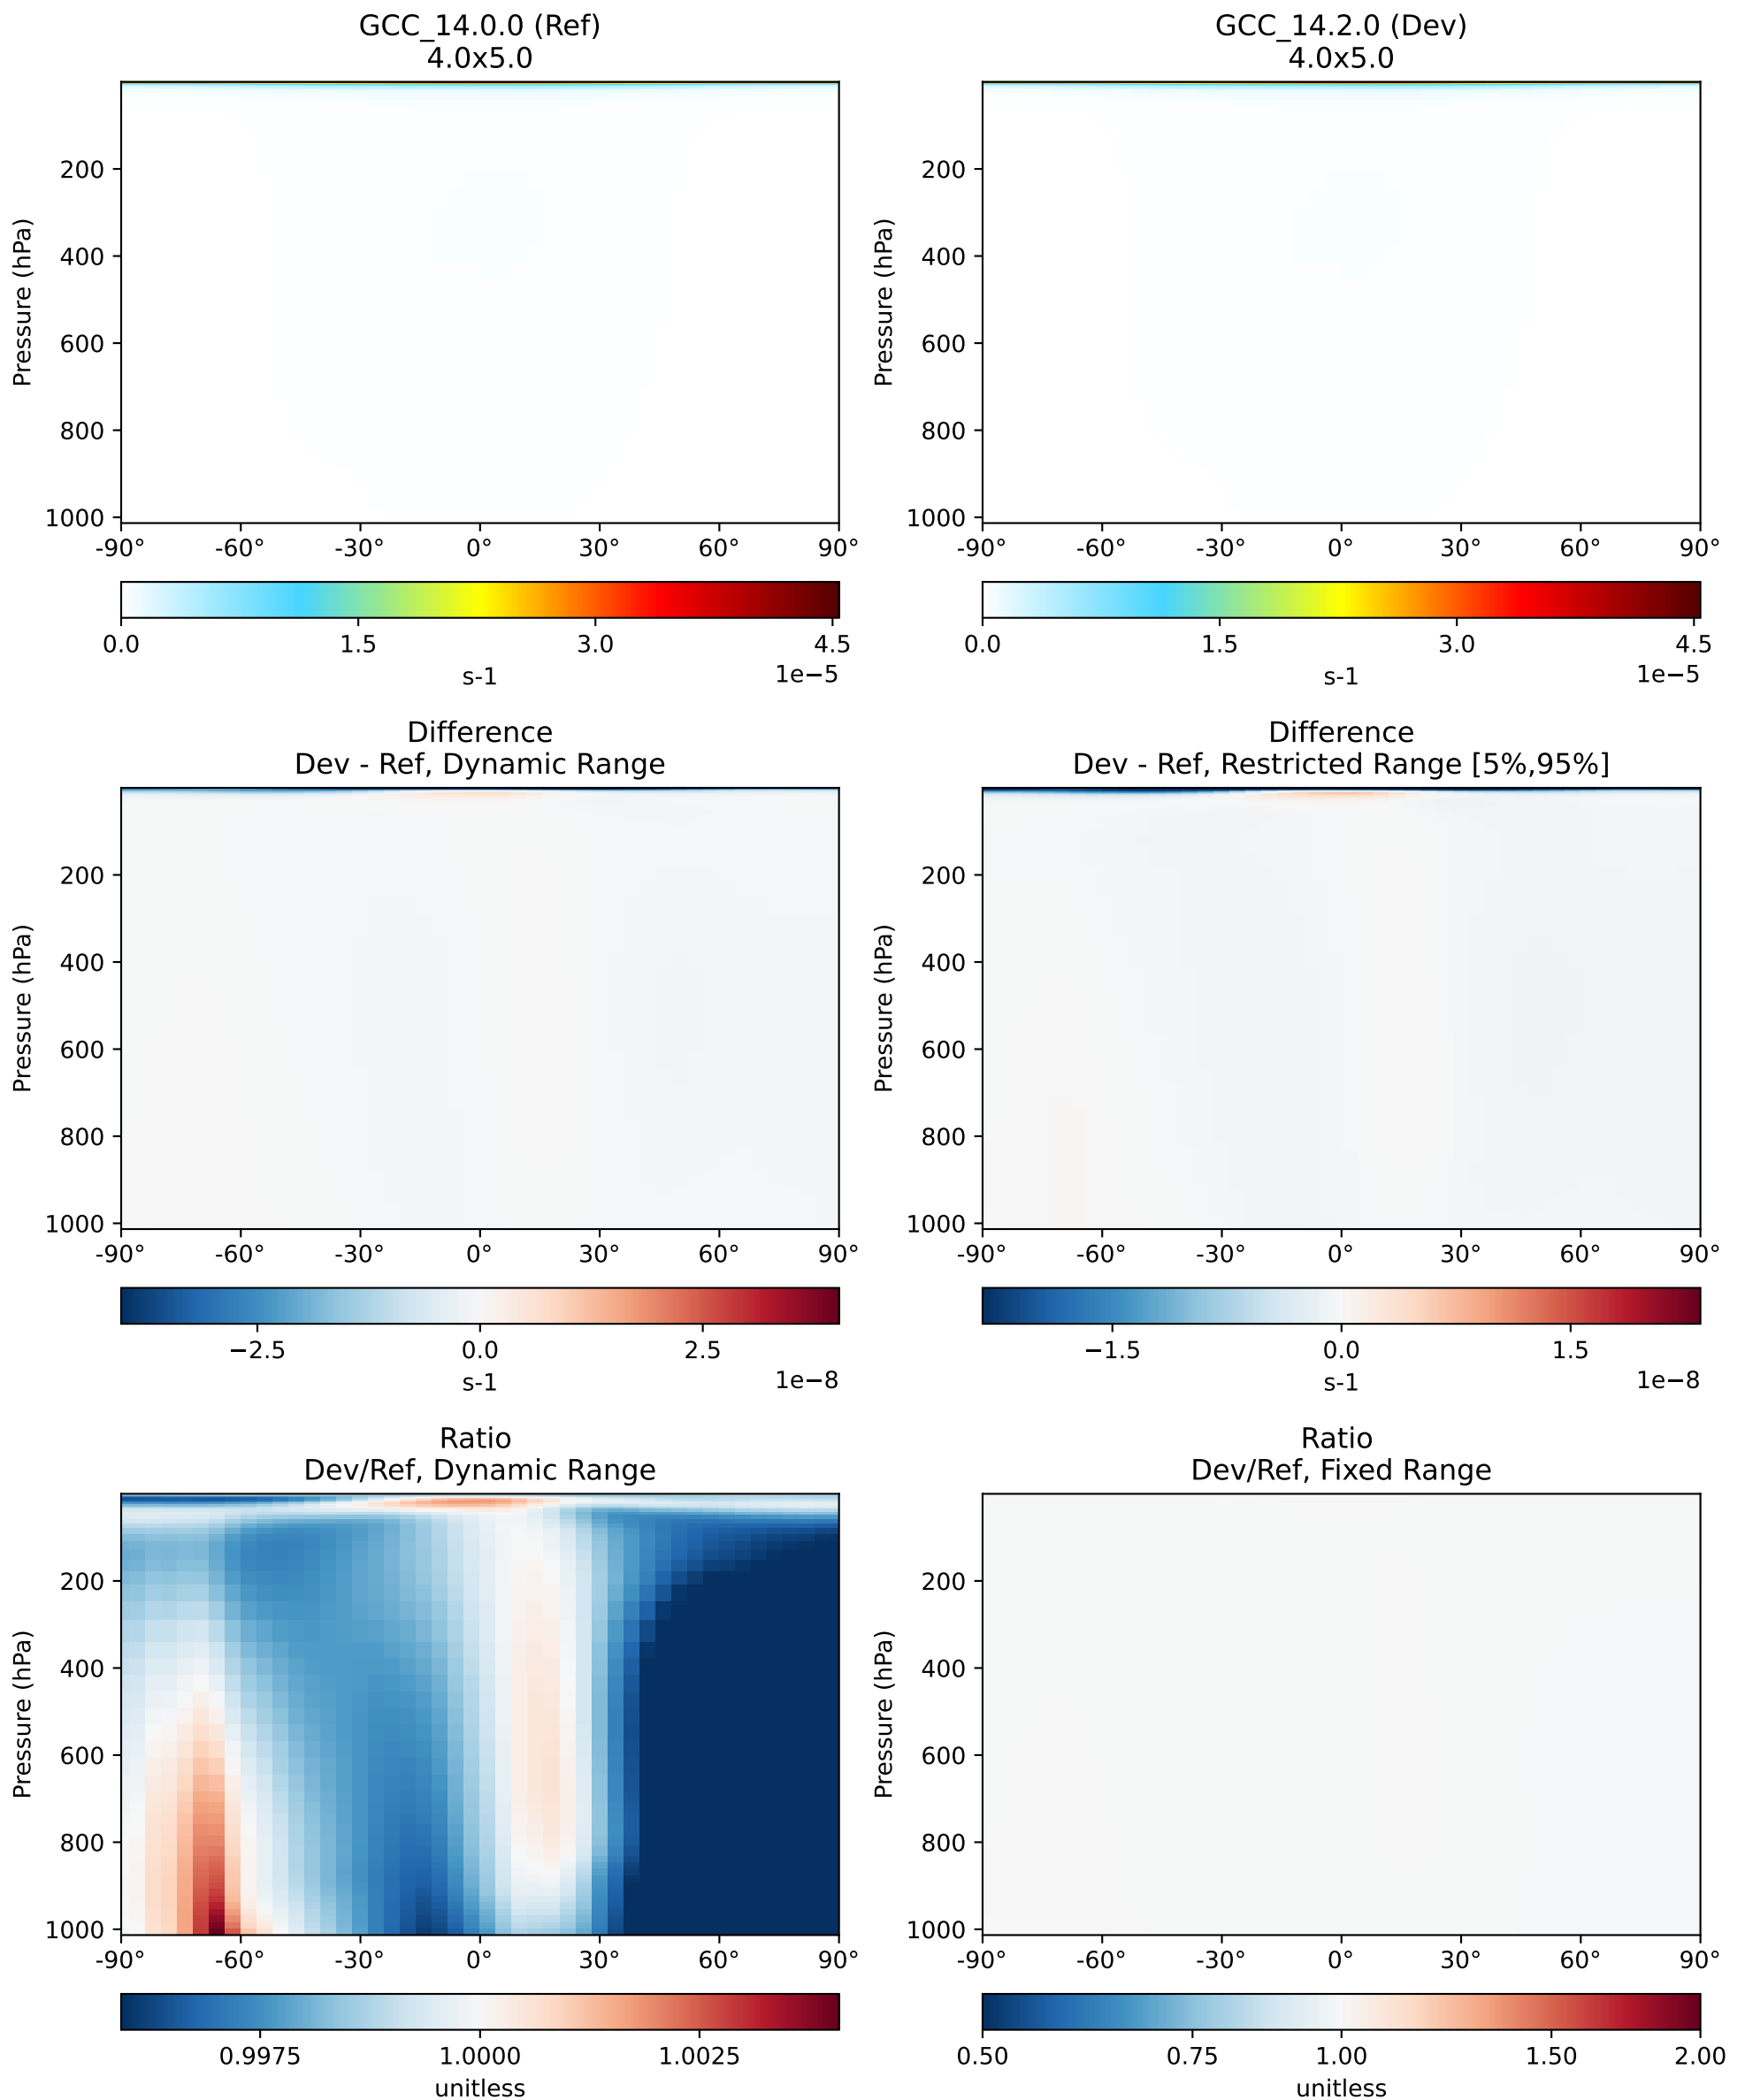 GCC_14.0.0 (Ref)
4.0x5.0
Pressure (hPa)
200
400
600
800
1000
-90° -60° -30° 0° 30° 60° 90°
0.0 1.5 3.0 4.5
1e−5
s-1
GCC_14.2.0 (Dev)
4.0x5.0
Pressure (hPa)
200
400
600
800
1000
-90° -60° -30° 0° 30° 60° 90°
0.0 1.5 3.0 4.5
1e−5
s-1
Difference
Dev - Ref, Dynamic Range
Pressure (hPa)
200
400
600
800
1000
-90° -60° -30° 0° 30° 60° 90°
−2.5 0.0 2.5
1e−8
s-1
Difference
Dev - Ref, Restricted Range [5%,95%]
Pressure (hPa)
200
400
600
800
1000
-90° -60° -30° 0° 30° 60° 90°
−1.5 0.0 1.5
1e−8
s-1
Ratio
Dev/Ref, Dynamic Range
Pressure (hPa)
200
400
600
800
1000
-90° -60° -30° 0° 30° 60° 90°
0.9975 1.0000 1.0025
unitless
Ratio
Dev/Ref, Fixed Range
Pressure (hPa)
200
400
600
800
1000
-90° -60° -30° 0° 30° 60° 90°
0.50 0.75 1.00 1.50 2.00
unitless